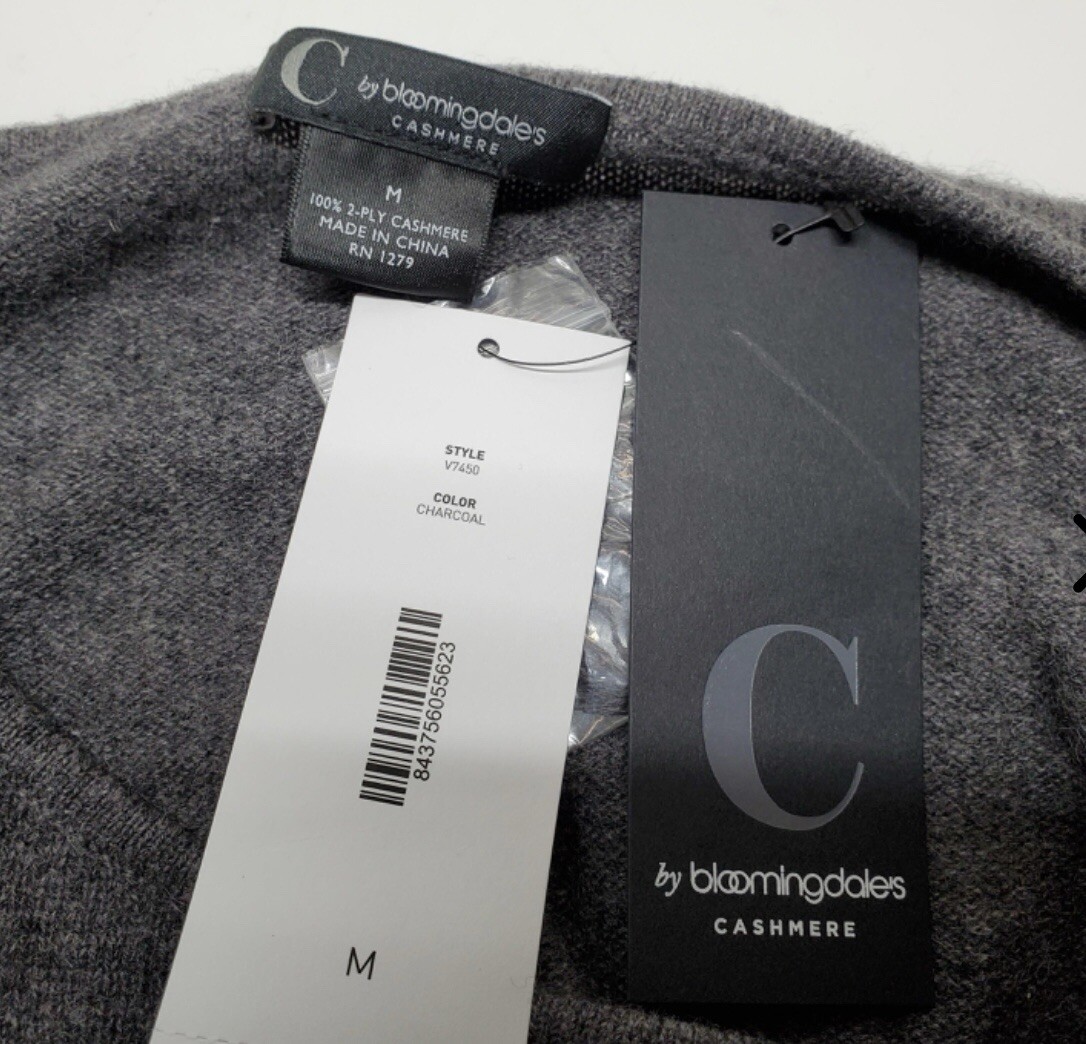 C by bloomingdale's
CASHMERE
M
100% 2-PLY CASHMERE
MADE IN CHINA
RN 1279
STYLE
V7450
COLOR
CHARCOAL
843756055623
M
C
by bloomingdale's
CASHMERE